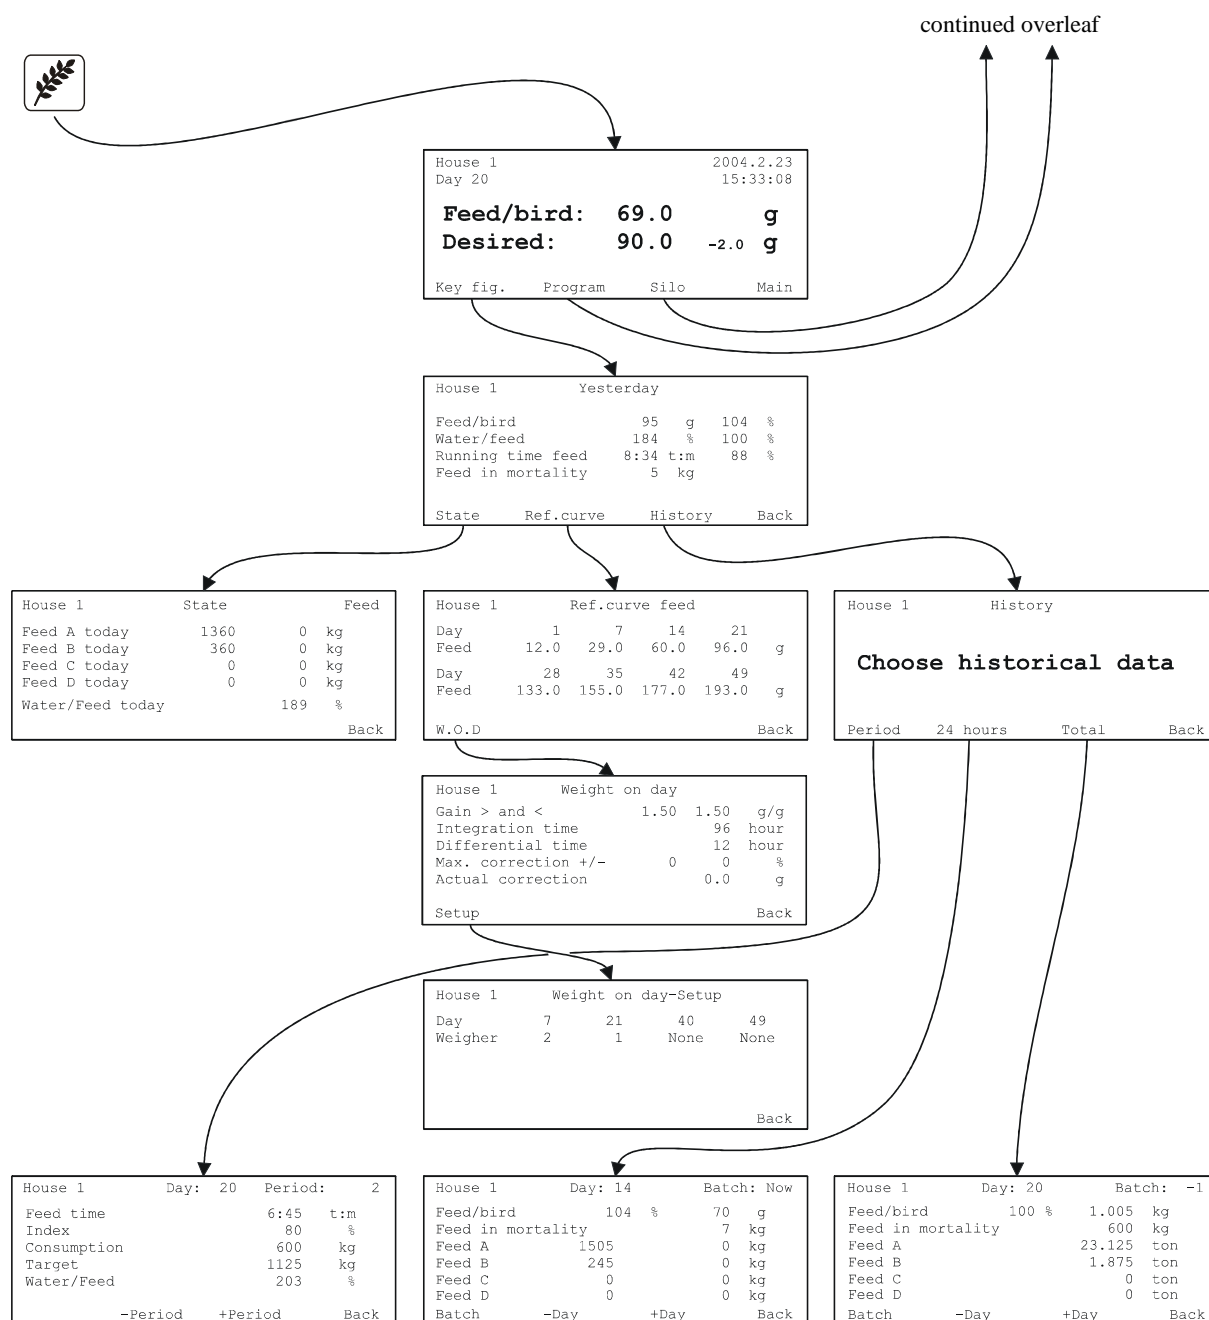 continued overleaf
House 1 2004.2.23
Day 20 15:33:08
Feed/bird: 69.0 g
Desired: 90.0 -2.0 g
Key fig. Program Silo Main
House 1 Yesterday
Feed/bird 95 g 104 %
Water/feed 184 % 100 %
Running time feed 8:34 t:m 88 %
Feed in mortality 5 kg
State Ref.curve History Back
House 1 State Feed
Feed A today 1360 0 kg
Feed B today 360 0 kg
Feed C today 0 0 kg
Feed D today 0 0 kg
Water/Feed today 189 %
Back
House 1 Ref.curve feed
Day 1 7 14 21
Feed 12.0 29.0 60.0 96.0 g
Day 28 35 42 49
Feed 133.0 155.0 177.0 193.0 g
W.O.D Back
House 1 History
Choose historical data
Period 24 hours Total Back
House 1 Weight on day
Gain > and < 1.50 1.50 g/g
Integration time 96 hour
Differential time 12 hour
Max. correction +/- 0 0 %
Actual correction 0.0 g
Setup Back
House 1 Weight on day-Setup
Day 7 21 40 49
Weigher 2 1 None None
Back
House 1 Day: 20 Period: 2
Feed time 6:45 t:m
Index 80 %
Consumption 600 kg
Target 1125 kg
Water/Feed 203 %
-Period +Period Back
House 1 Day: 14 Batch: Now
Feed/bird 104 % 70 g
Feed in mortality 7 kg
Feed A 1505 0 kg
Feed B 245 0 kg
Feed C 0 0 kg
Feed D 0 0 kg
Batch -Day +Day Back
House 1 Day: 20 Batch: -1
Feed/bird 100 % 1.005 kg
Feed in mortality 600 kg
Feed A 23.125 ton
Feed B 1.875 ton
Feed C 0 ton
Feed D 0 ton
Batch -Day +Day Back